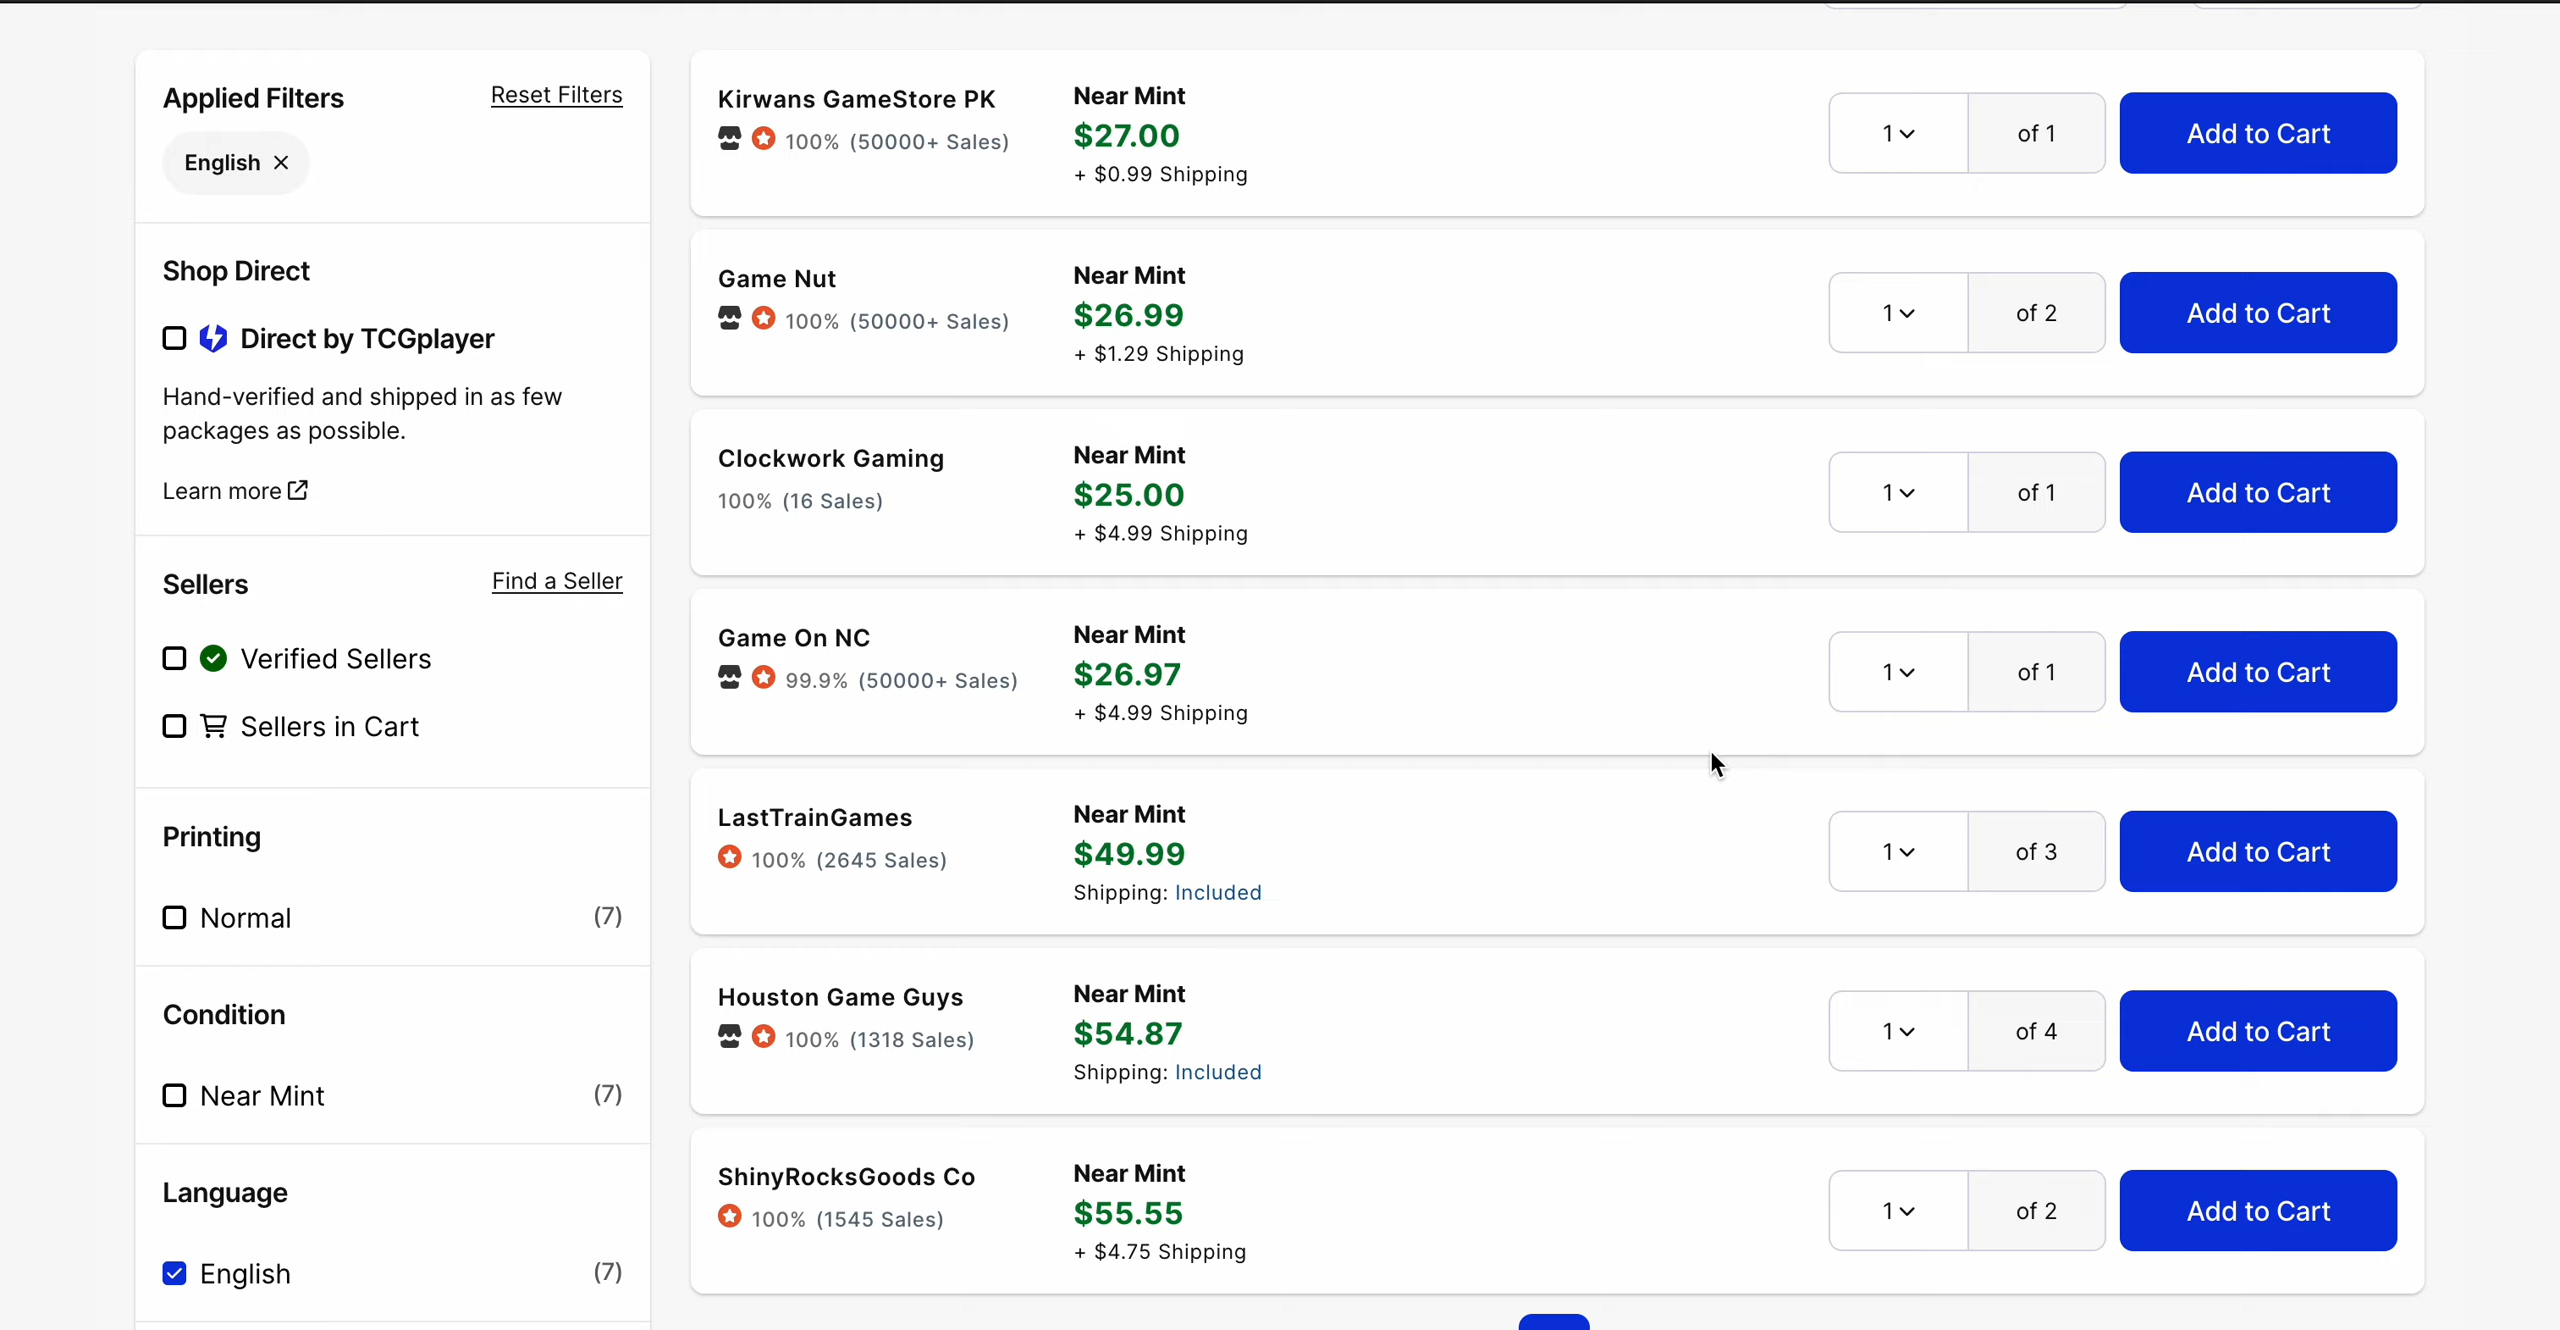 Applied Filters
Reset Filters
English
Shop Direct
Direct by TCGplayer
Hand-verified and shipped in as few
packages as possible.
Learn more
Sellers
Find a Seller
Verified Sellers
Sellers in Cart
Printing
Normal (7)
Condition
Near Mint (7)
Language
English (7)
Kirwans GameStore PK
100% (50000+ Sales)
Near Mint
$27.00
+ $0.99 Shipping
1 of 1
Add to Cart
Game Nut
100% (50000+ Sales)
Near Mint
$26.99
+ $1.29 Shipping
1 of 2
Add to Cart
Clockwork Gaming
100% (16 Sales)
Near Mint
$25.00
+ $4.99 Shipping
1 of 1
Add to Cart
Game On NC
99.9% (50000+ Sales)
Near Mint
$26.97
+ $4.99 Shipping
1 of 1
Add to Cart
LastTrainGames
100% (2645 Sales)
Near Mint
$49.99
Shipping: Included
1 of 3
Add to Cart
Houston Game Guys
100% (1318 Sales)
Near Mint
$54.87
Shipping: Included
1 of 4
Add to Cart
ShinyRocksGoods Co
100% (1545 Sales)
Near Mint
$55.55
+ $4.75 Shipping
1 of 2
Add to Cart